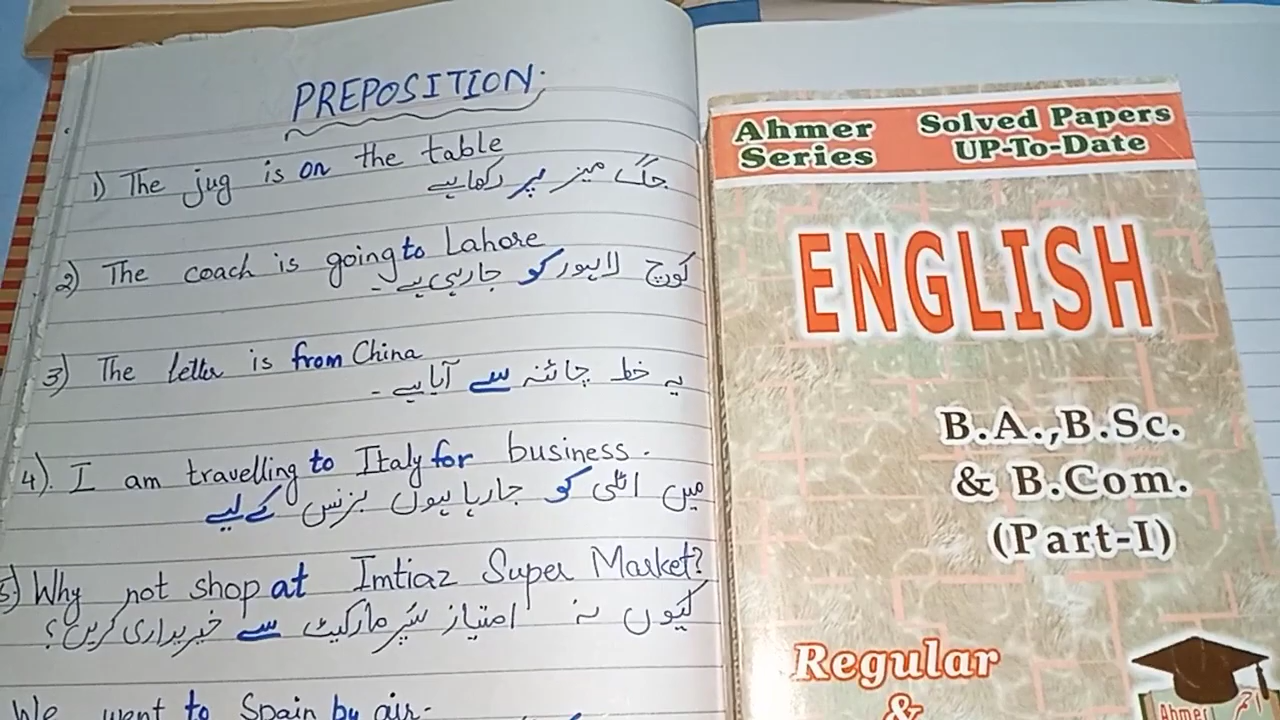 PREPOSITION.
1) The jug is on the table
جگ میز پر رکھا ہے
2) The coach is going to Lahore
کوچ لاہور کو جا رہی ہے۔
3) The letter is from China
یہ خط چائنہ سے آیا ہے۔
4). I am travelling to Italy for business.
میں اٹلی کو جا رہا ہوں بزنس کے لیے
5) Why not shop at Imtiaz Super Market?
کیوں نہ امتیاز سپر مارکیٹ سے خریداری کریں؟
We went to Spain by air.
Ahmer Series
Solved Papers
UP-To-Date
ENGLISH
B.A.,B.Sc.
& B.Com.
(Part-I)
Regular
&
Ahmer احمر